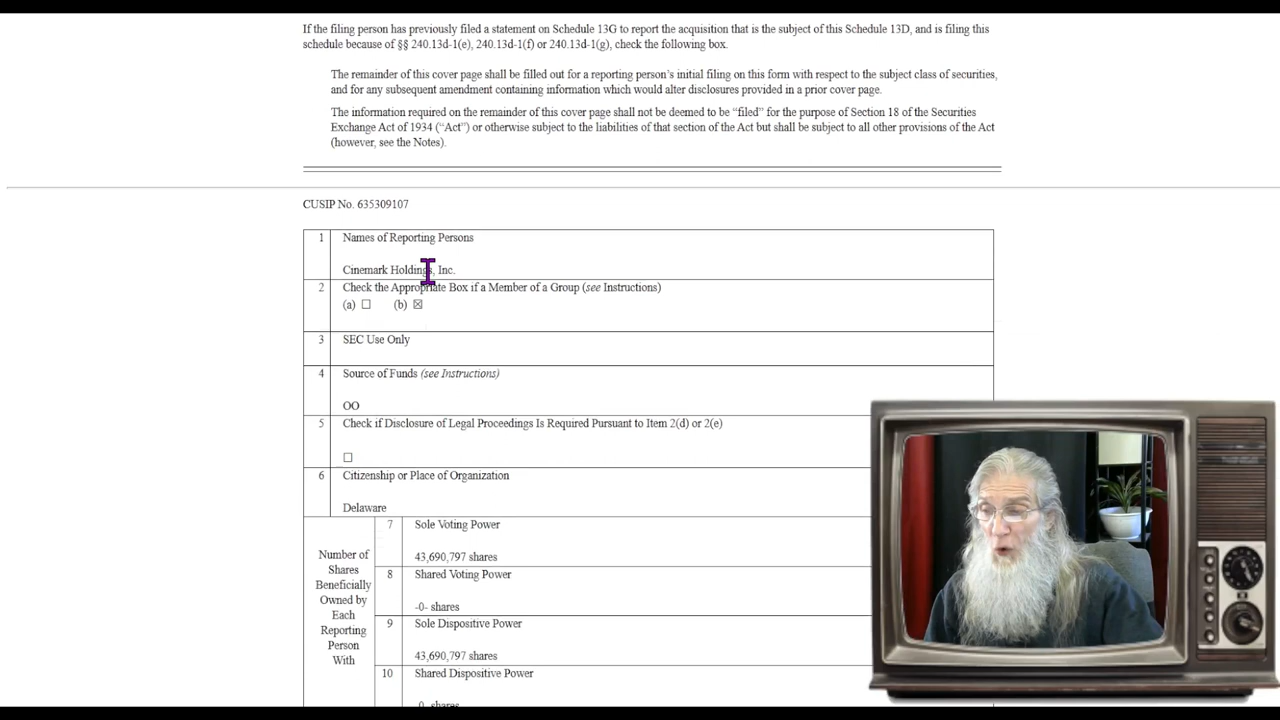 If the filing person has previously filed a statement on Schedule 13G to report the acquisition that is the subject of this Schedule 13D, and is filing this
schedule because of §§ 240.13d-1(e), 240.13d-1(f) or 240.13d-1(g), check the following box.
The remainder of this cover page shall be filled out for a reporting person's initial filing on this form with respect to the subject class of securities,
and for any subsequent amendment containing information which would alter disclosures provided in a prior cover page.
The information required on the remainder of this cover page shall not be deemed to be "filed" for the purpose of Section 18 of the Securities
Exchange Act of 1934 ("Act") or otherwise subject to the liabilities of that section of the Act but shall be subject to all other provisions of the Act
(however, see the Notes).
CUSIP No. 635309107
1 Names of Reporting Persons
Cinemark Holdings, Inc.
2 Check the Appropriate Box if a Member of a Group (see Instructions)
(a) ☐ (b) ☒
3 SEC Use Only
4 Source of Funds (see Instructions)
OO
5 Check if Disclosure of Legal Proceedings Is Required Pursuant to Item 2(d) or 2(e)
☐
6 Citizenship or Place of Organization
Delaware
Number of
Shares
Beneficially
Owned by
Each
Reporting
Person
With
7 Sole Voting Power
43,690,797 shares
8 Shared Voting Power
-0- shares
9 Sole Dispositive Power
43,690,797 shares
10 Shared Dispositive Power
-0- shares